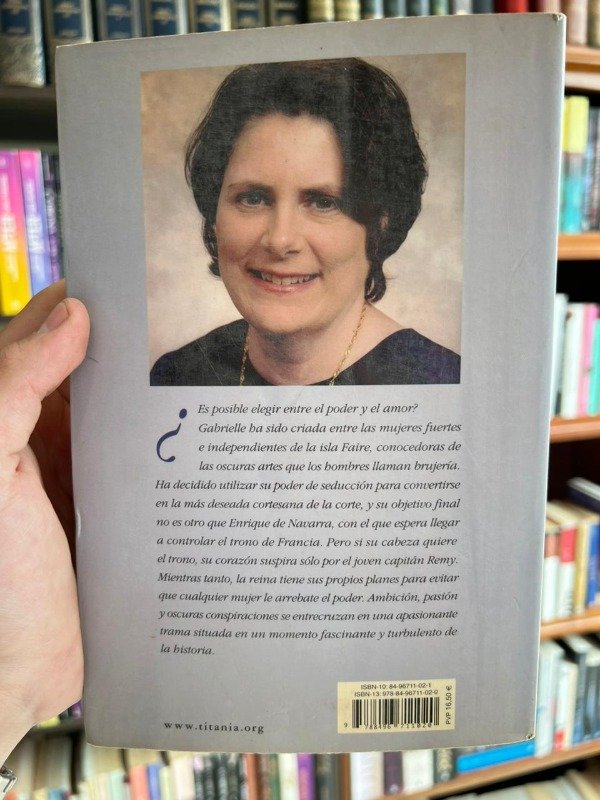 ¿Es posible elegir entre el poder y el amor?
Gabrielle ha sido criada entre las mujeres fuertes
e independientes de la isla Faire, conocedoras de
las oscuras artes que los hombres llaman brujería.
Ha decidido utilizar su poder de seducción para convertirse
en la más deseada cortesana de la corte, y su objetivo final
no es otro que Enrique de Navarra, con el que espera llegar
a controlar el trono de Francia. Pero si su cabeza quiere
el trono, su corazón suspira sólo por el joven capitán Remy.
Mientras tanto, la reina tiene sus propios planes para evitar
que cualquier mujer le arrebate el poder. Ambición, pasión
y oscuras conspiraciones se entrecruzan en una apasionante
trama situada en un momento fascinante y turbulento de
la historia.
ISBN-10: 84-96711-02-1
ISBN-13: 978-84-96711-02-0
9 788496 711020
PVP 16,50 €
www.titania.org